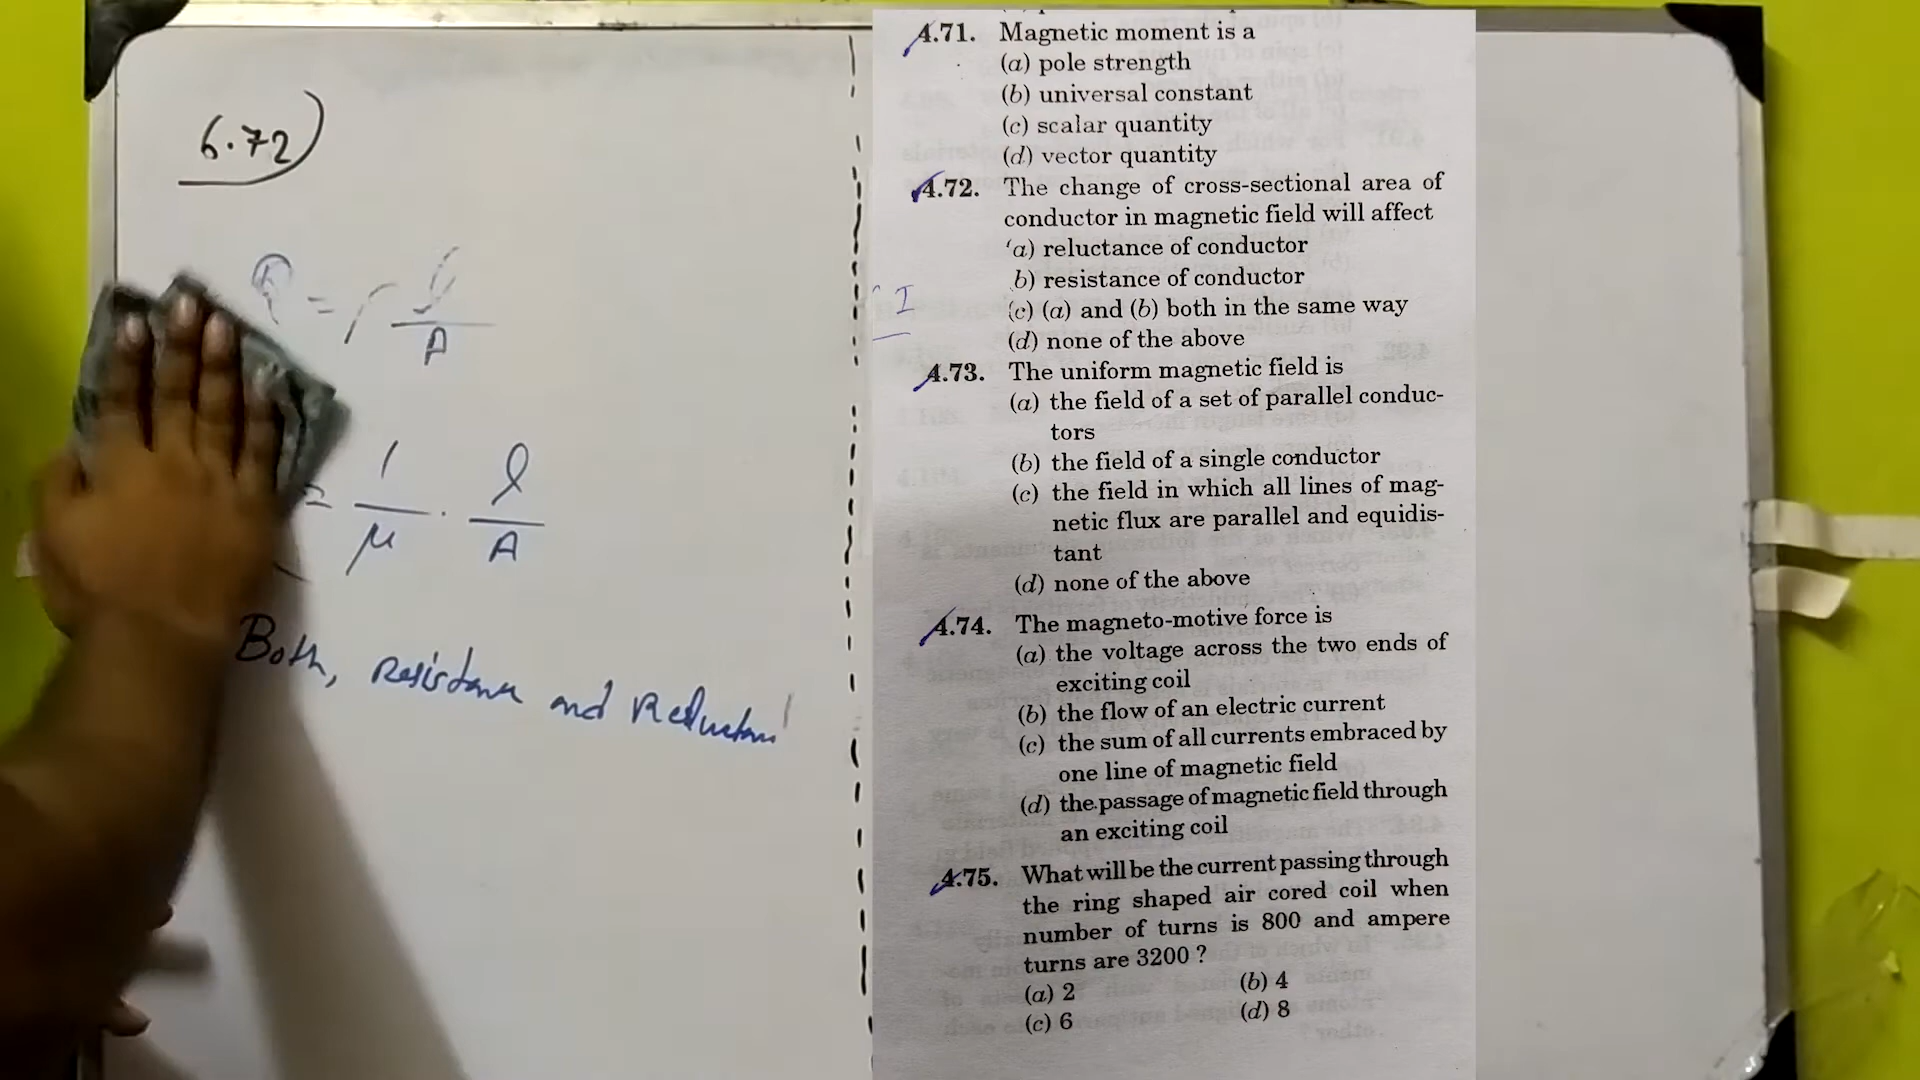 6.72)
R = ρ l
A
= 1/μ . l/A
Both, resistance and Reluctance
I
4.71. Magnetic moment is a
(a) pole strength
(b) universal constant
(c) scalar quantity
(d) vector quantity
4.72. The change of cross-sectional area of
conductor in magnetic field will affect
(a) reluctance of conductor
b) resistance of conductor
(c) (a) and (b) both in the same way
(d) none of the above
4.73. The uniform magnetic field is
(a) the field of a set of parallel conduc-
tors
(b) the field of a single conductor
(c) the field in which all lines of mag-
netic flux are parallel and equidis-
tant
(d) none of the above
4.74. The magneto-motive force is
(a) the voltage across the two ends of
exciting coil
(b) the flow of an electric current
(c) the sum of all currents embraced by
one line of magnetic field
(d) the passage of magnetic field through
an exciting coil
4.75. What will be the current passing through
the ring shaped air cored coil when
number of turns is 800 and ampere
turns are 3200 ?
(a) 2 (b) 4
(c) 6 (d) 8